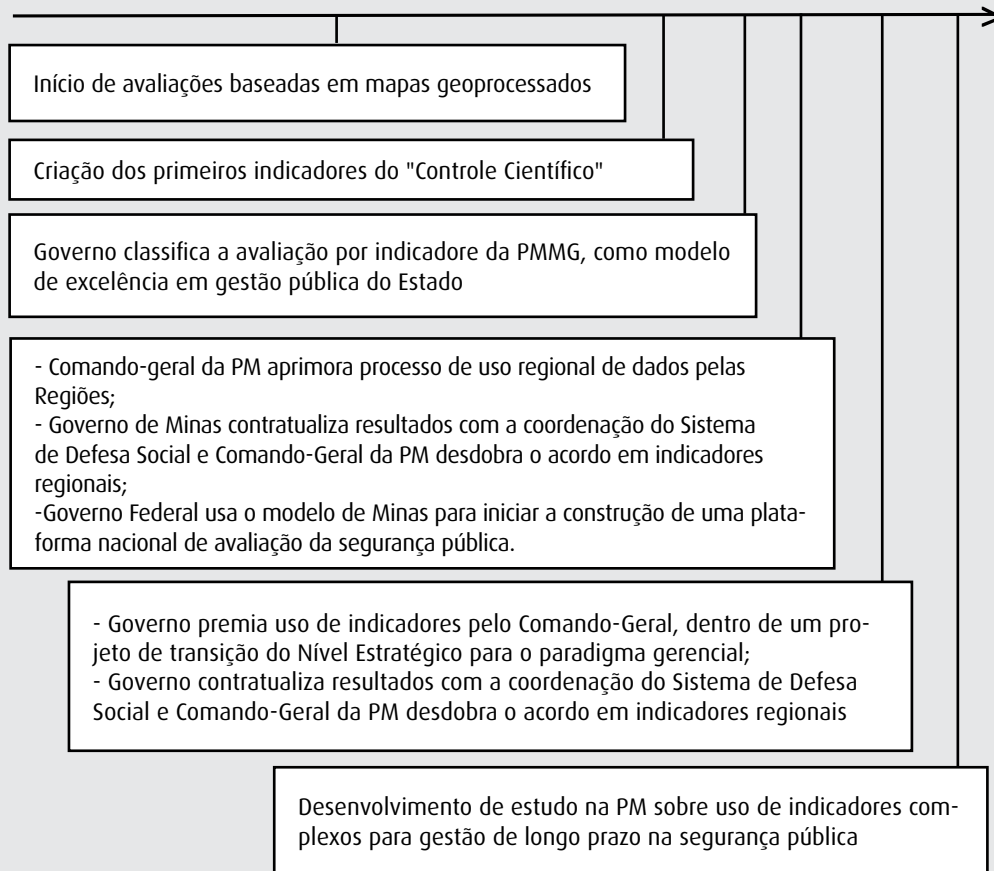 Início de avaliações baseadas em mapas geoprocessados
Criação dos primeiros indicadores do "Controle Científico"
Governo classifica a avaliação por indicadore da PMMG, como modelo
de excelência em gestão pública do Estado
- Comando-geral da PM aprimora processo de uso regional de dados pelas
Regiões;
- Governo de Minas contratualiza resultados com a coordenação do Sistema
de Defesa Social e Comando-Geral da PM desdobra o acordo em indicadores
regionais;
-Governo Federal usa o modelo de Minas para iniciar a construção de uma plata-
forma nacional de avaliação da segurança pública.
- Governo premia uso de indicadores pelo Comando-Geral, dentro de um pro-
jeto de transição do Nível Estratégico para o paradigma gerencial;
- Governo contratualiza resultados com a coordenação do Sistema de Defesa
Social e Comando-Geral da PM desdobra o acordo em indicadores regionais
Desenvolvimento de estudo na PM sobre uso de indicadores com-
plexos para gestão de longo prazo na segurança pública